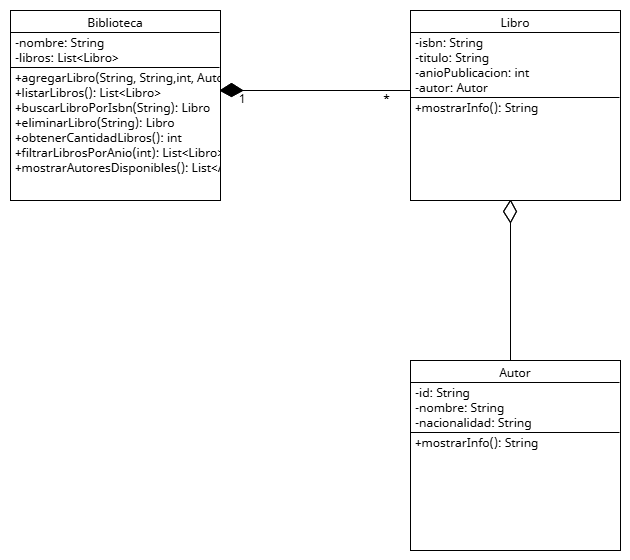 Biblioteca
-nombre: String
-libros: List<Libro>
+agregarLibro(String, String,int, Auto
+listarLibros(): List<Libro>
+buscarLibroPorIsbn(String): Libro
+eliminarLibro(String): Libro
+obtenerCantidadLibros(): int
+filtrarLibrosPorAnio(int): List<Libro>
+mostrarAutoresDisponibles(): List<A
1
*
Libro
-isbn: String
-titulo: String
-anioPublicacion: int
-autor: Autor
+mostrarInfo(): String
Autor
-id: String
-nombre: String
-nacionalidad: String
+mostrarInfo(): String